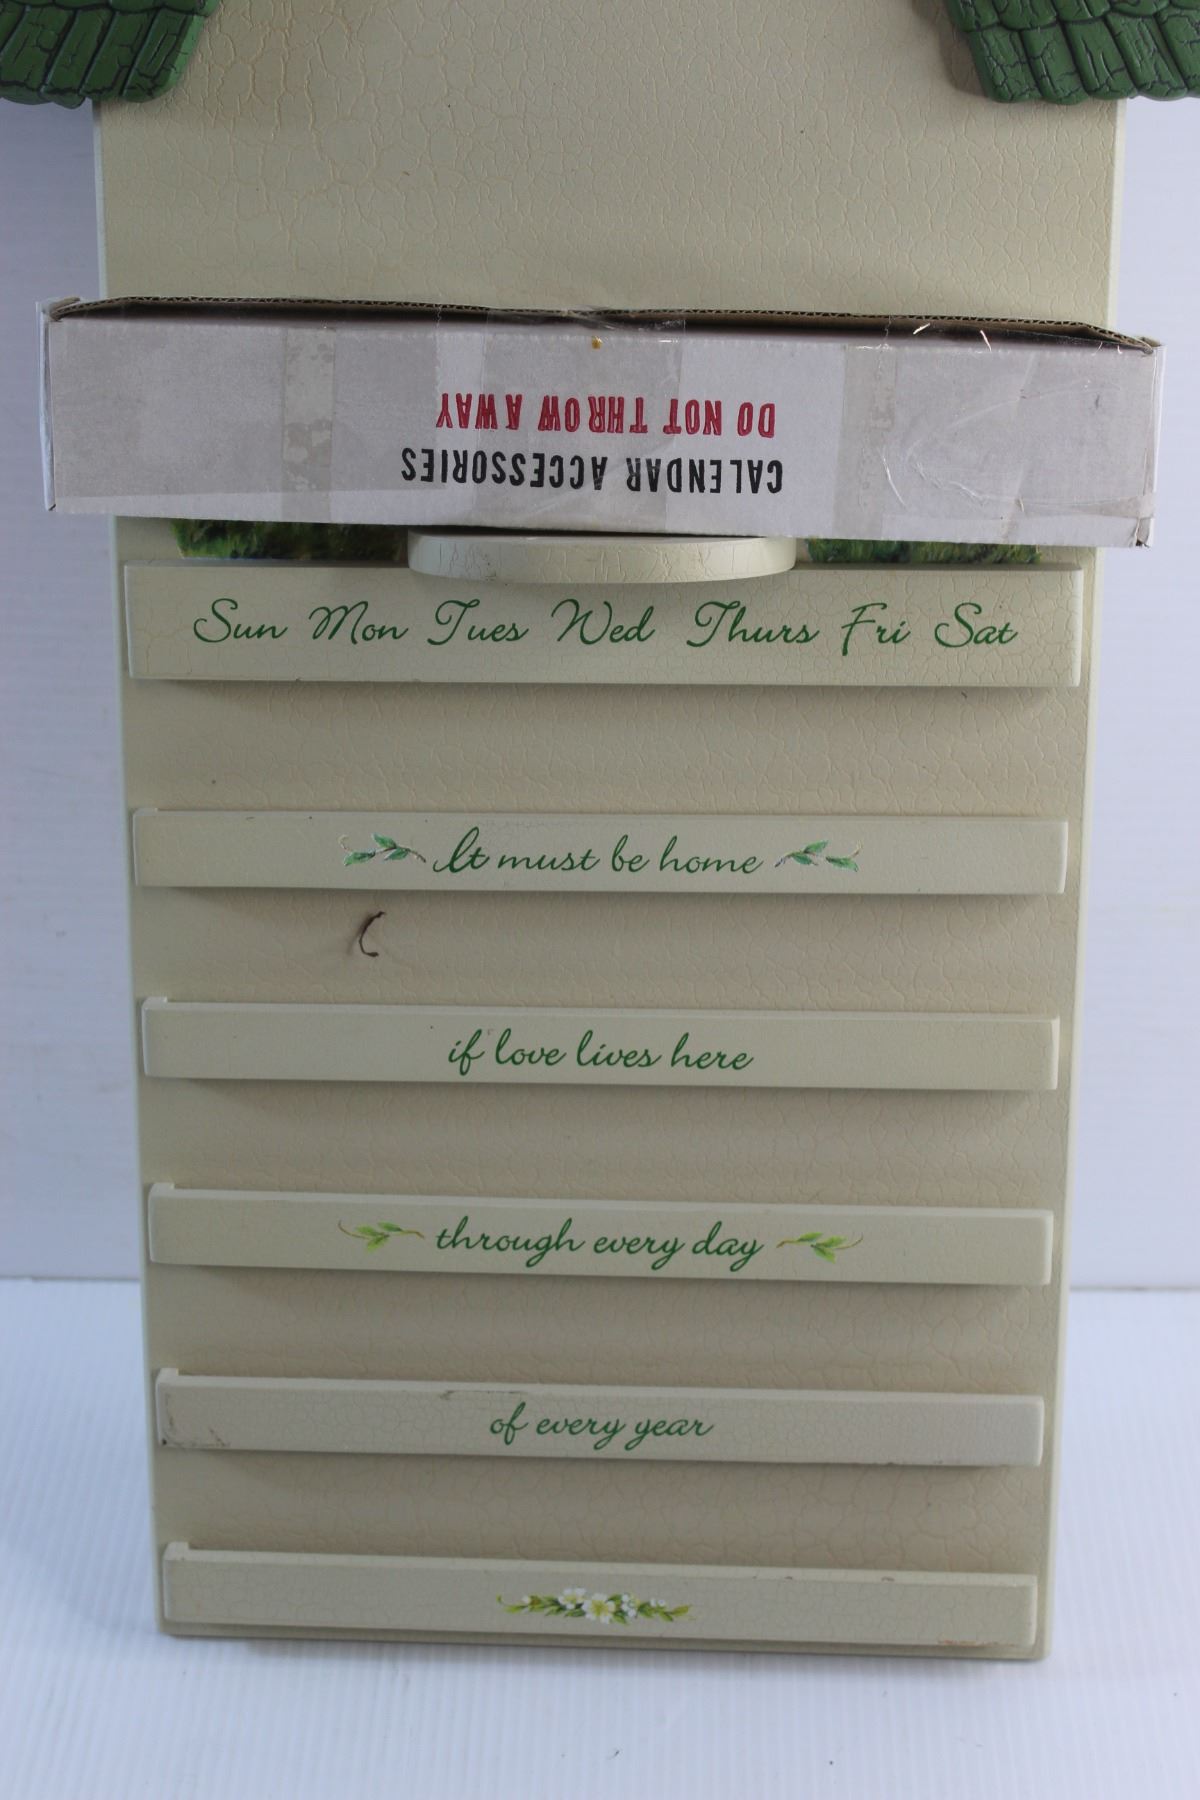 CALENDAR ACCESSORIES
DO NOT THROW AWAY
Sun Mon Tues Wed Thurs Fri Sat
It must be home
if love lives here
through every day
of every year